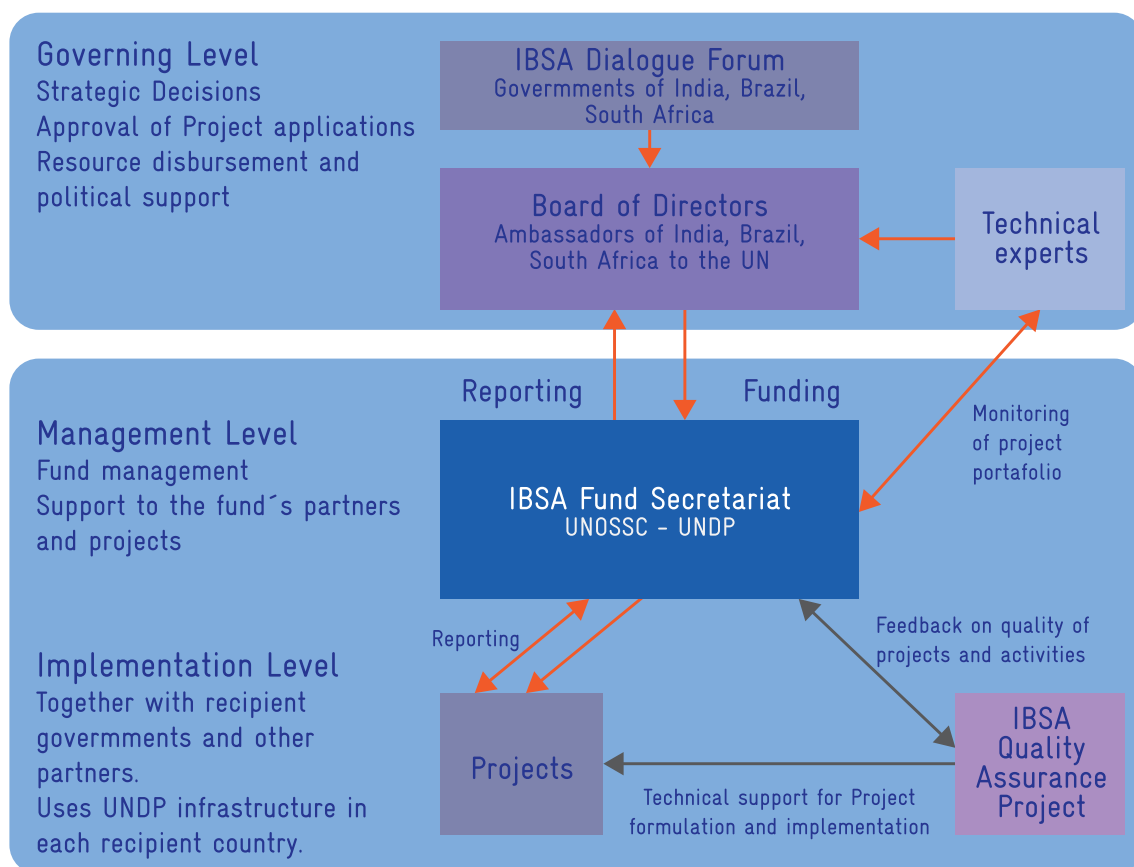 Governing Level
Strategic Decisions
Approval of Project applications
Resource disbursement and
political support
IBSA Dialogue Forum
Governments of India, Brazil,
South Africa
Board of Directors
Ambassadors of India, Brazil,
South Africa to the UN
Technical
experts
Reporting
Funding
Management Level
Fund management
Support to the fund´s partners
and projects
IBSA Fund Secretariat
UNOSSC - UNDP
Monitoring
of project
portafolio
Implementation Level
Together with recipient
govermments and other
partners.
Uses UNDP infrastructure in
each recipient country.
Reporting
Feedback on quality of
projects and activities
Projects
IBSA
Quality
Assurance
Project
Technical support for Project
formulation and implementation